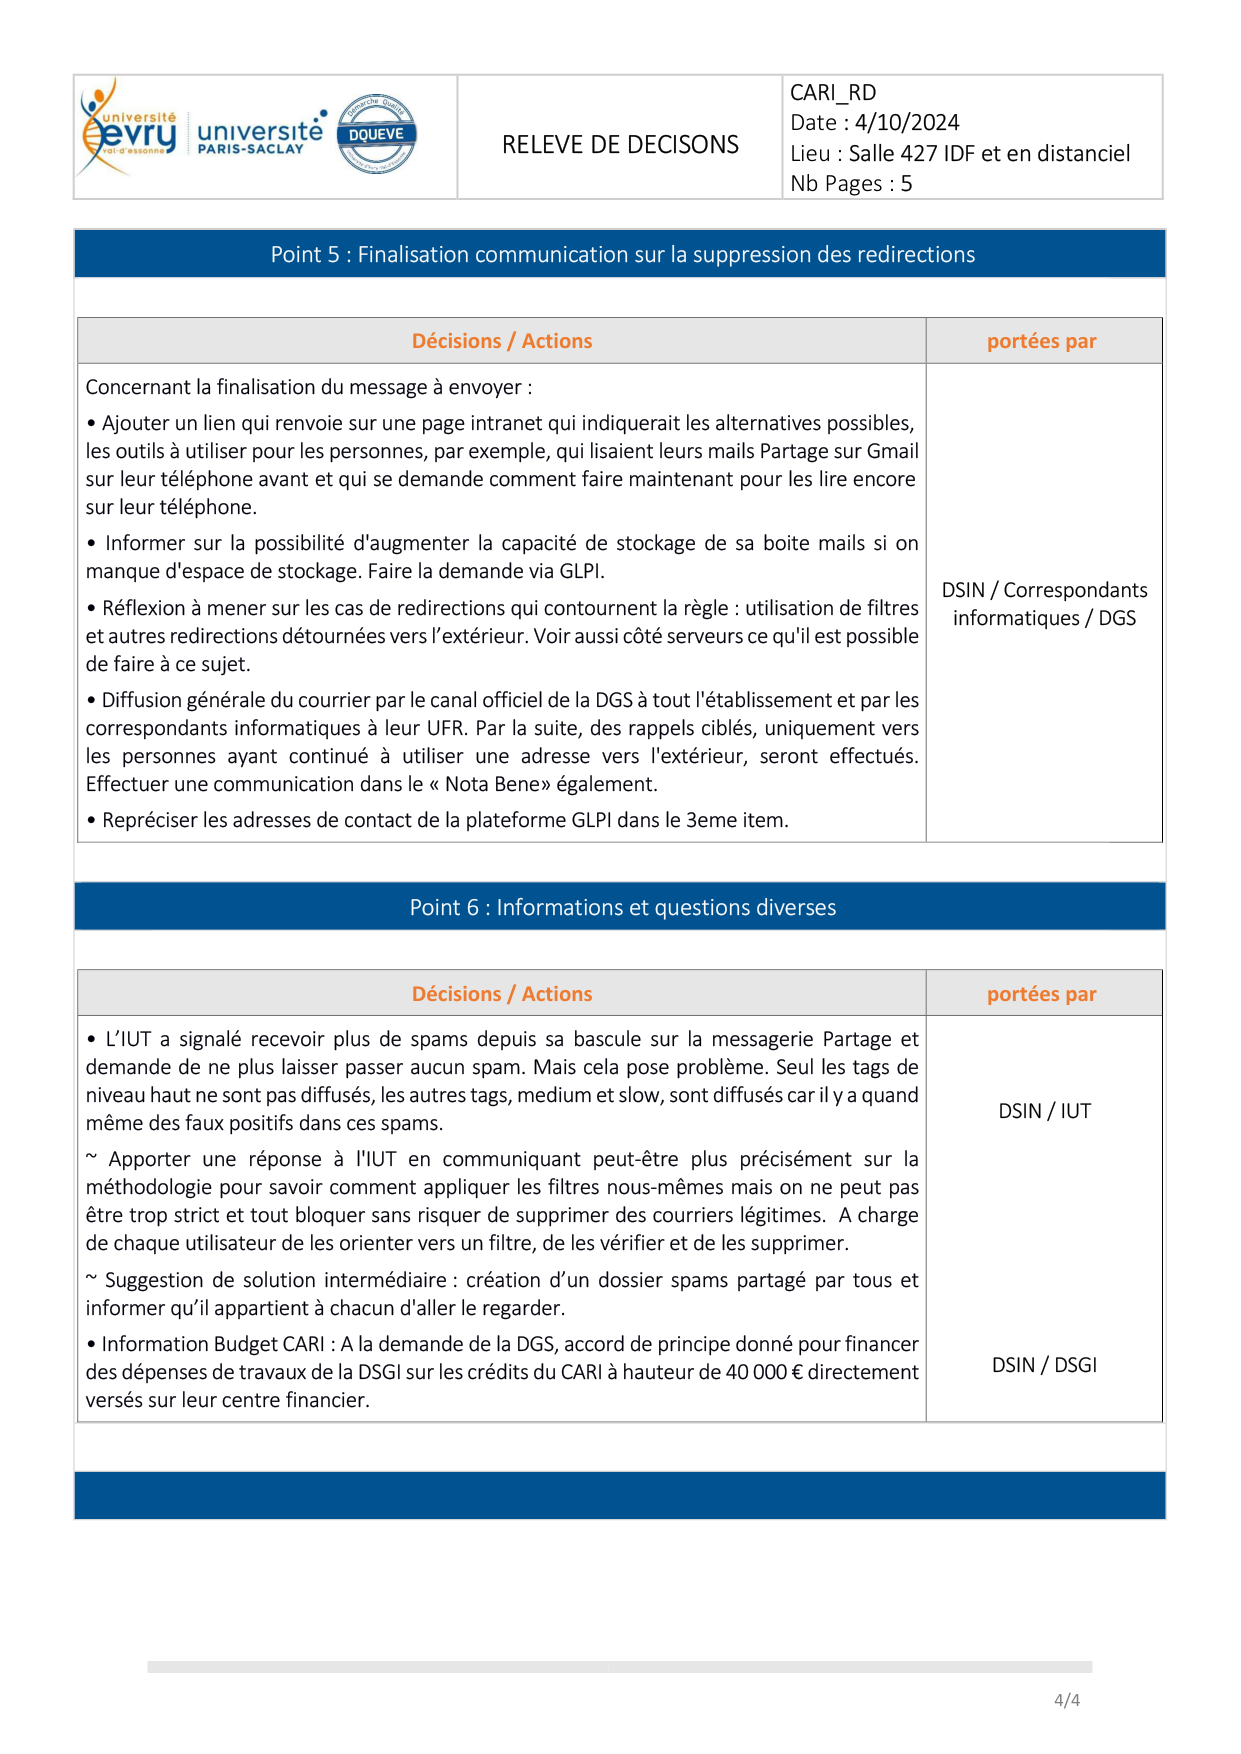 université
evry
val-d'essonne
université
PARIS-SACLAY
Démarche Qualité
DQUEVE
RELEVE DE DECISONS
CARI_RD
Date : 4/10/2024
Lieu : Salle 427 IDF et en distanciel
Nb Pages : 5
Point 5 : Finalisation communication sur la suppression des redirections
Décisions / Actions
portées par
Concernant la finalisation du message à envoyer :
• Ajouter un lien qui renvoie sur une page intranet qui indiquerait les alternatives possibles,
les outils à utiliser pour les personnes, par exemple, qui lisaient leurs mails Partage sur Gmail
sur leur téléphone avant et qui se demande comment faire maintenant pour les lire encore
sur leur téléphone.
• Informer sur la possibilité d'augmenter la capacité de stockage de sa boite mails si on
manque d'espace de stockage. Faire la demande via GLPI.
• Réflexion à mener sur les cas de redirections qui contournent la règle : utilisation de filtres
et autres redirections détournées vers l’extérieur. Voir aussi côté serveurs ce qu'il est possible
de faire à ce sujet.
• Diffusion générale du courrier par le canal officiel de la DGS à tout l'établissement et par les
correspondants informatiques à leur UFR. Par la suite, des rappels ciblés, uniquement vers
les personnes ayant continué à utiliser une adresse vers l'extérieur, seront effectués.
Effectuer une communication dans le « Nota Bene» également.
• Repréciser les adresses de contact de la plateforme GLPI dans le 3eme item.
DSIN / Correspondants
informatiques / DGS
Point 6 : Informations et questions diverses
Décisions / Actions
portées par
• L’IUT a signalé recevoir plus de spams depuis sa bascule sur la messagerie Partage et
demande de ne plus laisser passer aucun spam. Mais cela pose problème. Seul les tags de
niveau haut ne sont pas diffusés, les autres tags, medium et slow, sont diffusés car il y a quand
même des faux positifs dans ces spams.
~ Apporter une réponse à l'IUT en communiquant peut-être plus précisément sur la
méthodologie pour savoir comment appliquer les filtres nous-mêmes mais on ne peut pas
être trop strict et tout bloquer sans risquer de supprimer des courriers légitimes.  A charge
de chaque utilisateur de les orienter vers un filtre, de les vérifier et de les supprimer.
~ Suggestion de solution intermédiaire : création d’un dossier spams partagé par tous et
informer qu’il appartient à chacun d'aller le regarder.
• Information Budget CARI : A la demande de la DGS, accord de principe donné pour financer
des dépenses de travaux de la DSGI sur les crédits du CARI à hauteur de 40 000 € directement
versés sur leur centre financier.
DSIN / IUT
DSIN / DSGI
4/4